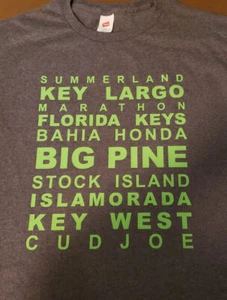 SUMMERLAND
KEY LARGO
MARATHON
FLORIDA KEYS
BAHIA HONDA
BIG PINE
STOCK ISLAND
ISLAMORADA
KEY WEST
CUDJOE